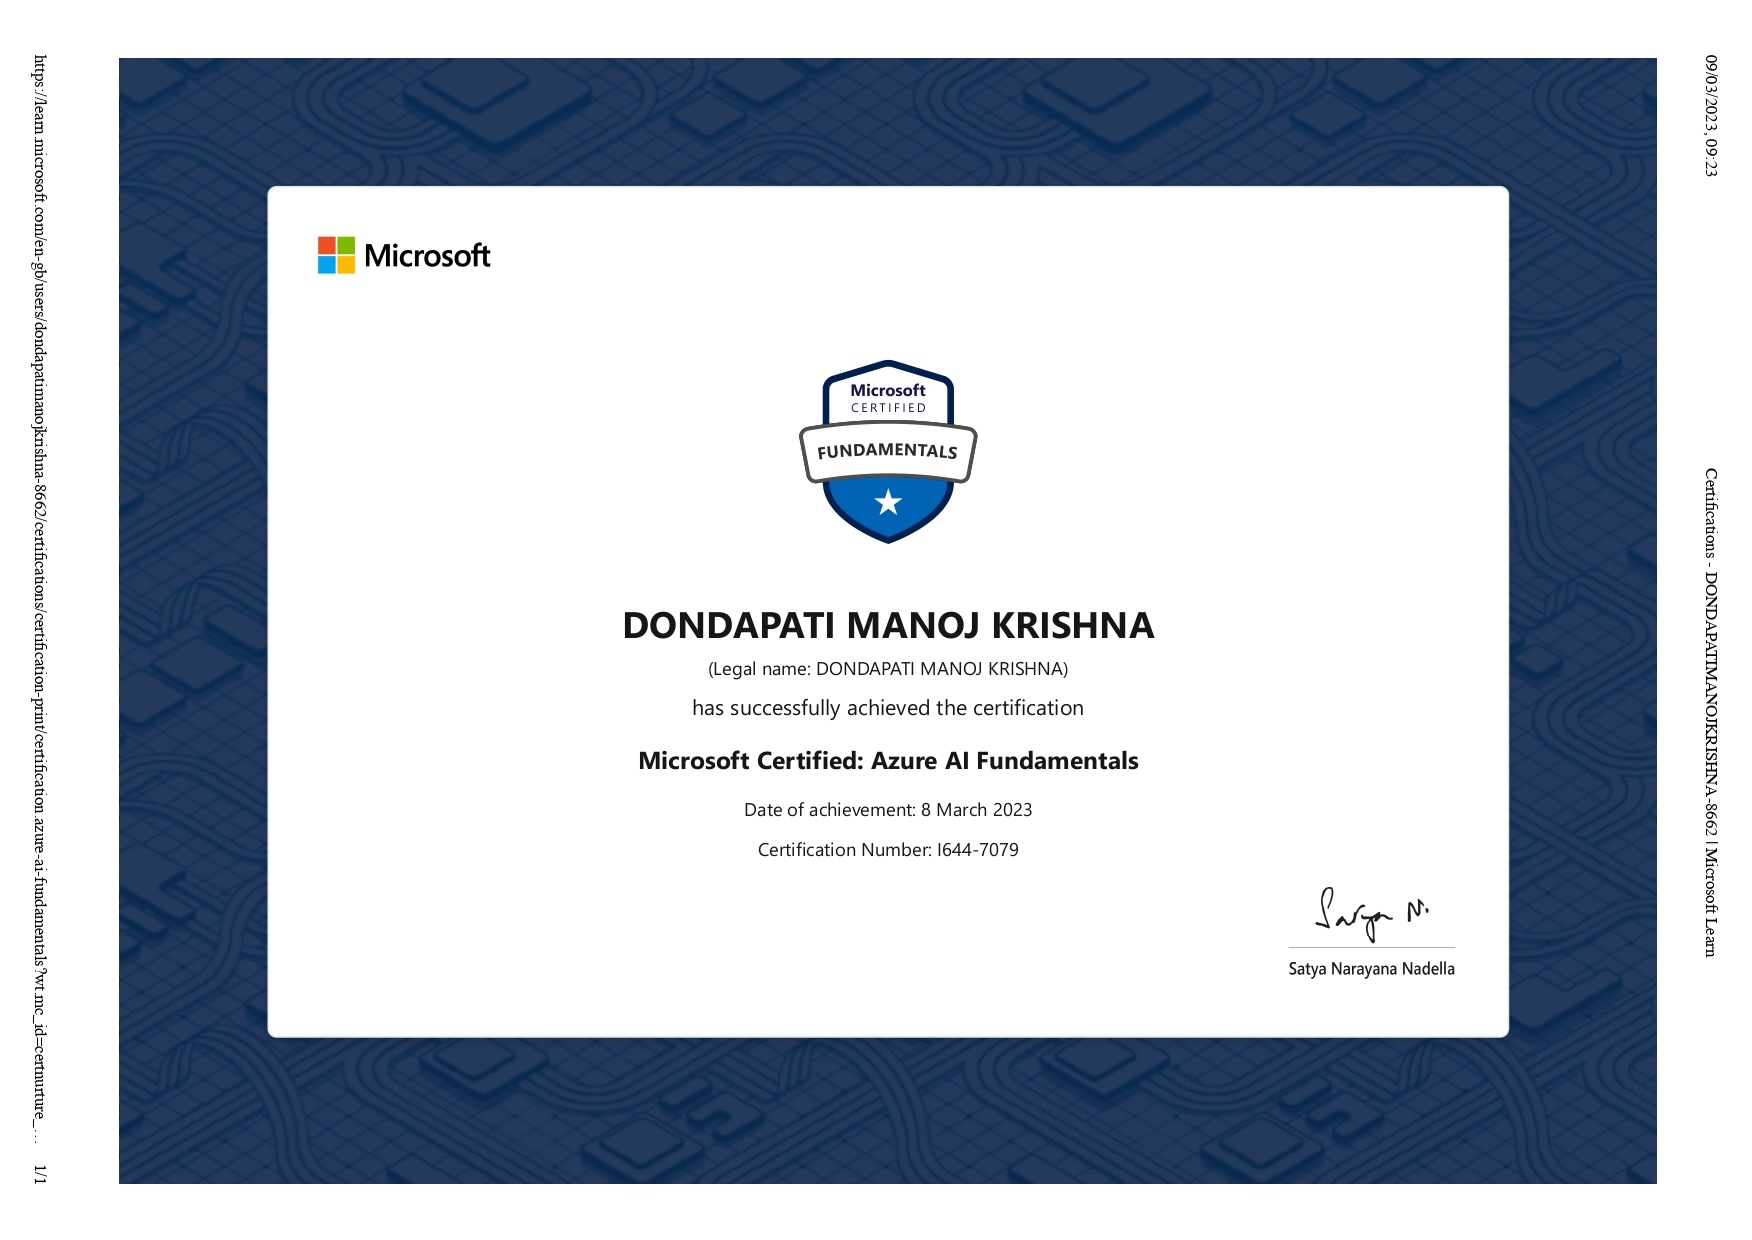 09/03/2023, 09:23
Certifications - DONDAPATIMANOJKRISHNA-8662 | Microsoft Learn
Microsoft
Microsoft
CERTIFIED
FUNDAMENTALS
DONDAPATI MANOJ KRISHNA
(Legal name: DONDAPATI MANOJ KRISHNA)
has successfully achieved the certification
Microsoft Certified: Azure AI Fundamentals
Date of achievement: 8 March 2023
Certification Number: I644-7079
Satya N.
Satya Narayana Nadella
https://learn.microsoft.com/en-gb/users/dondapatimanojkrishna-8662/certifications/certification-print/certification.azure-ai-fundamentals?wt.mc_id=certnurture_… 1/1